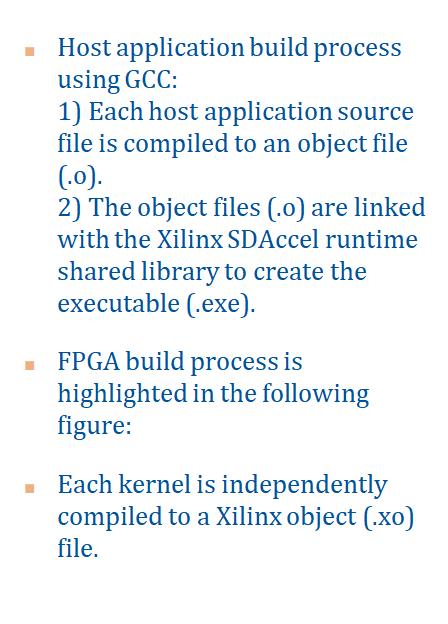 Host application build process
using GCC:
1) Each host application source
file is compiled to an object file
(.o).
2) The object files (.o) are linked
with the Xilinx SDAccel runtime
shared library to create the
executable (.exe).
FPGA build process is
highlighted in the following
figure:
Each kernel is independently
compiled to a Xilinx object (.xo)
file.